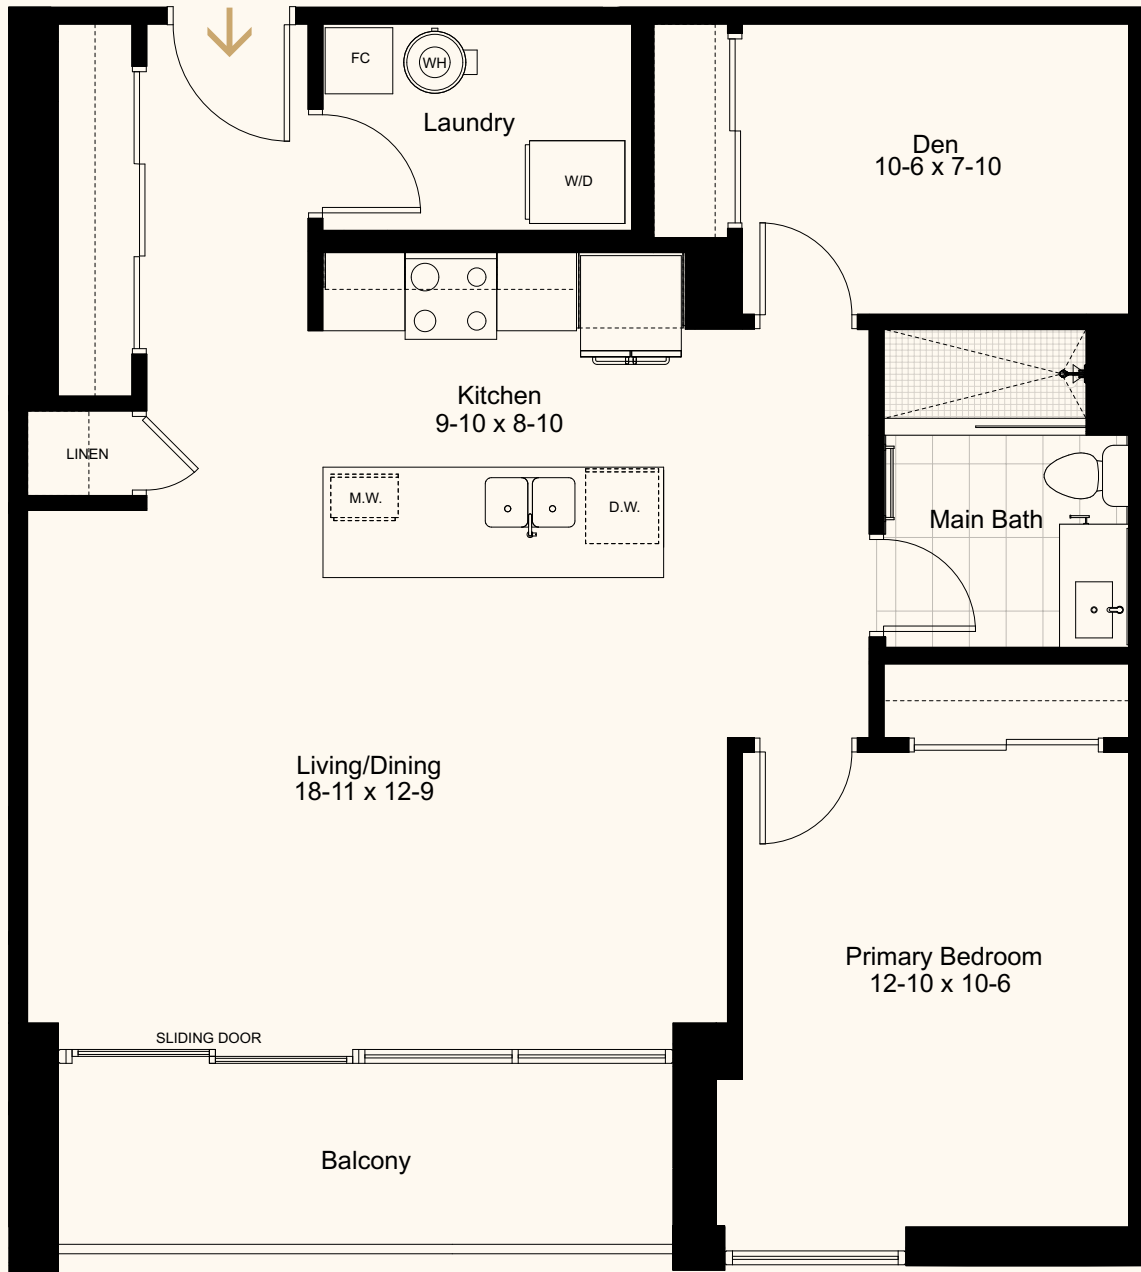 FC
WH
Laundry
W/D
Den
10-6 x 7-10
Kitchen
9-10 x 8-10
LINEN
M.W.
D.W.
Main Bath
Living/Dining
18-11 x 12-9
Primary Bedroom
12-10 x 10-6
SLIDING DOOR
Balcony